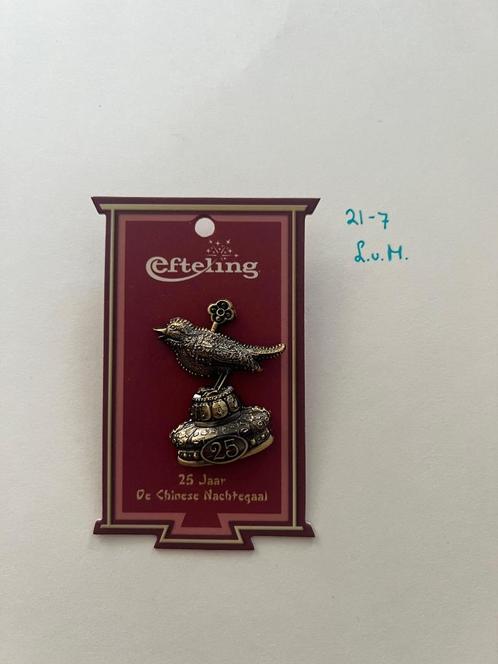 efteling
25
25 Jaar
De Chinese Nachtegaal
21-7
L.v.M.